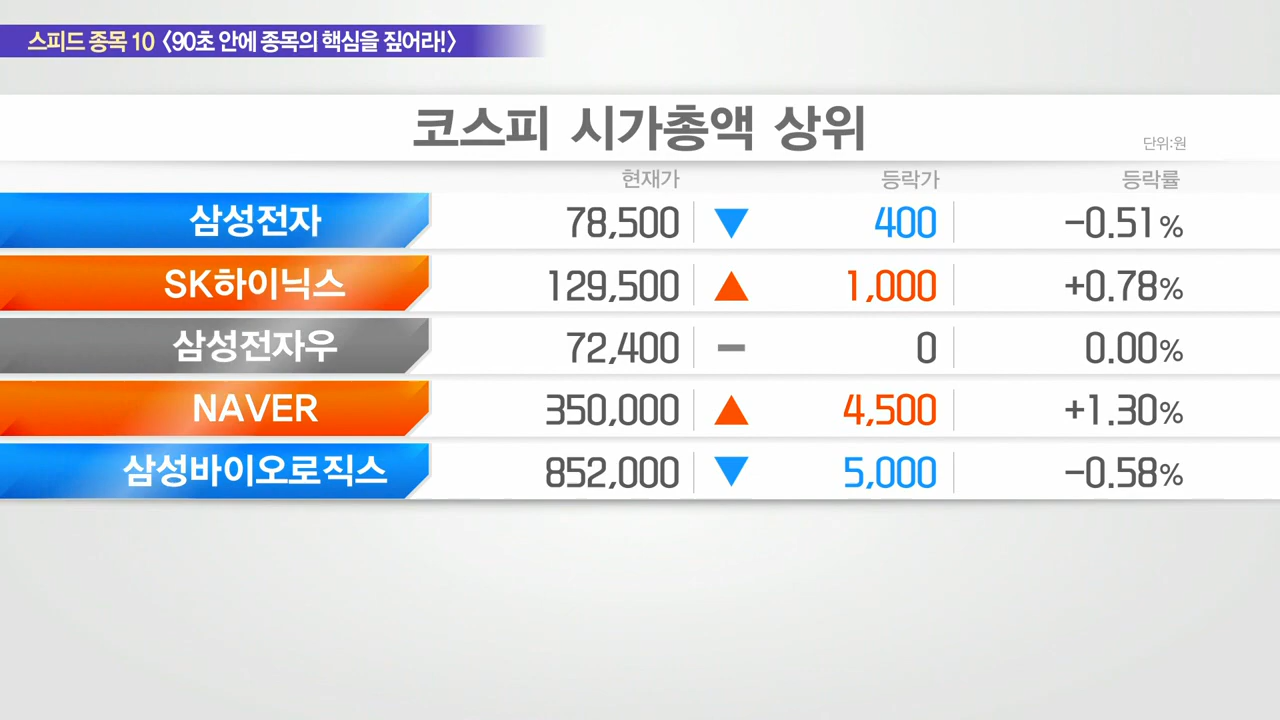 스피드 종목 10 <90초 안에 종목의 핵심을 짚어라!>
코스피 시가총액 상위
단위:원
현재가 등락가 등락률
삼성전자 78,500 ▼ 400 -0.51%
SK하이닉스 129,500 ▲ 1,000 +0.78%
삼성전자우 72,400 - 0 0.00%
NAVER 350,000 ▲ 4,500 +1.30%
삼성바이오로직스 852,000 ▼ 5,000 -0.58%